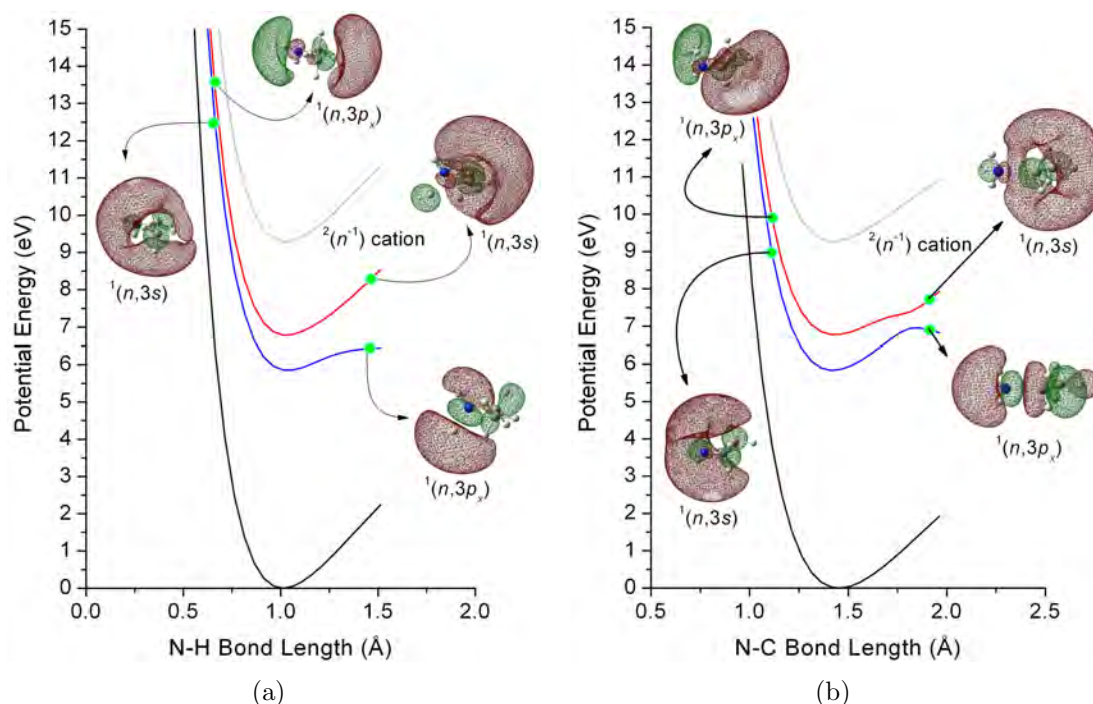 15
14
13
12
11
10
9
8
7
6
5
4
3
2
1
0
Potential Energy (eV)
0.0 0.5 1.0 1.5 2.0
N-H Bond Length (Å)
¹(n,3pₓ)
¹(n,3s)
¹(n,3s)
²(n⁻¹) cation
¹(n,3pₓ)
(a)
15
14
13
12
11
10
9
8
7
6
5
4
3
2
1
0
Potential Energy (eV)
0.5 1.0 1.5 2.0 2.5
N-C Bond Length (Å)
¹(n,3pₓ)
¹(n,3s)
²(n⁻¹) cation
¹(n,3pₓ)
¹(n,3s)
(b)